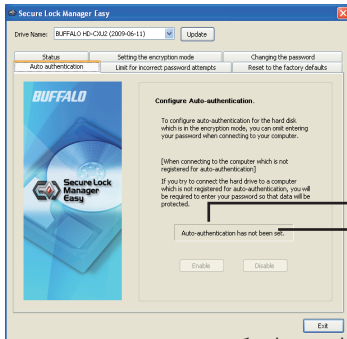 Secure Lock Manager Easy
Drive Name: BUFFALO HD-CXU2 (2009-06-11) Update
Status Setting the encryption mode Changing the password
Auto authentication Limit for incorrect password attempts Reset to the factory defaults
BUFFALO
Secure Lock
Manager
Easy
Configure Auto-authentication.
To configure auto-authentication for the hard disk
which is in the encryption mode, you can omit entering
your password when connecting to your computer.
[When connecting to the computer which is not
registered for auto-authentication]
If you try to connect the hard drive to a computer
which is not registered for auto-authentication, you will
be required to enter your password so that data will be
protected.
Auto-authentication has not been set.
Enable Disable
Exit